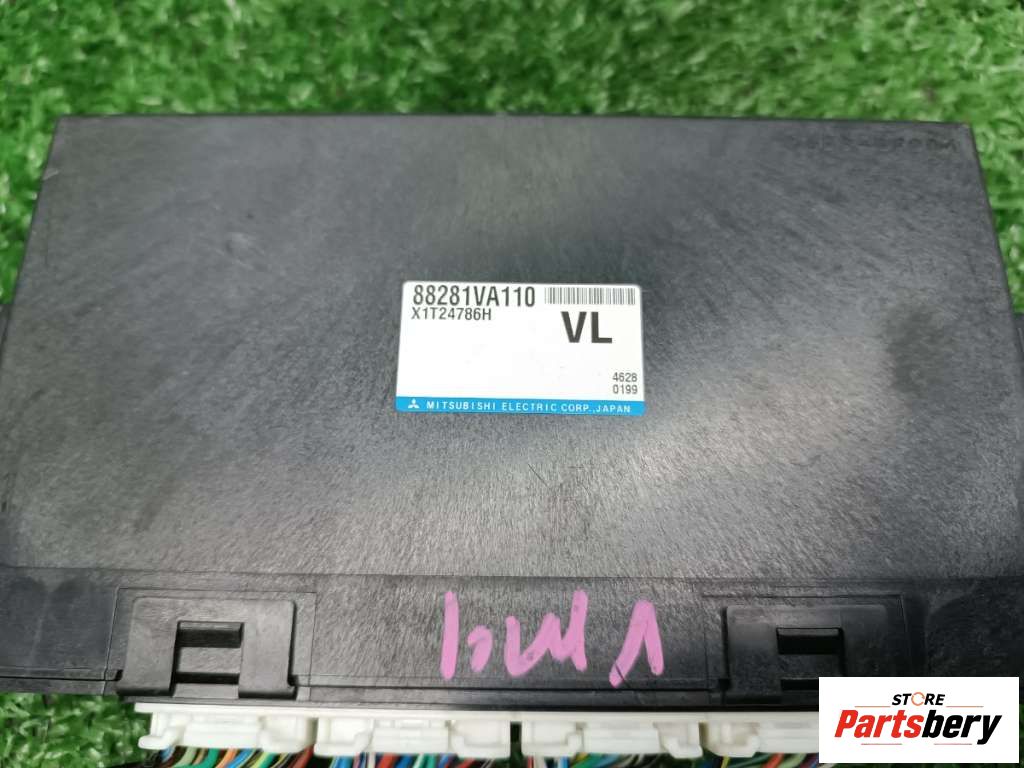 88281VA110
X1T24786H
VL
4628
0199
MITSUBISHI ELECTRIC CORP., JAPAN
STORE
Partsbery